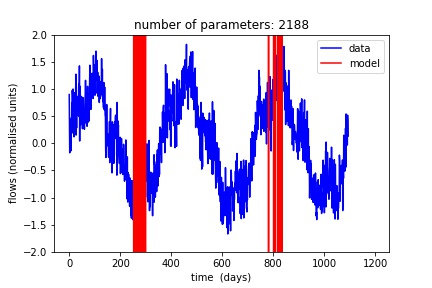 number of parameters: 2188
data
model
2.0
1.5
1.0
0.5
0.0
−0.5
−1.0
−1.5
−2.0
flows (normalised units)
0 200 400 600 800 1000 1200
time (days)